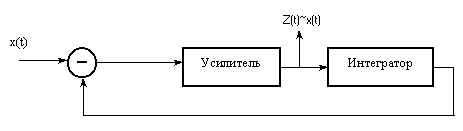 Z(t)~x(t)
x(t)
−
Усилитель
Интегратор